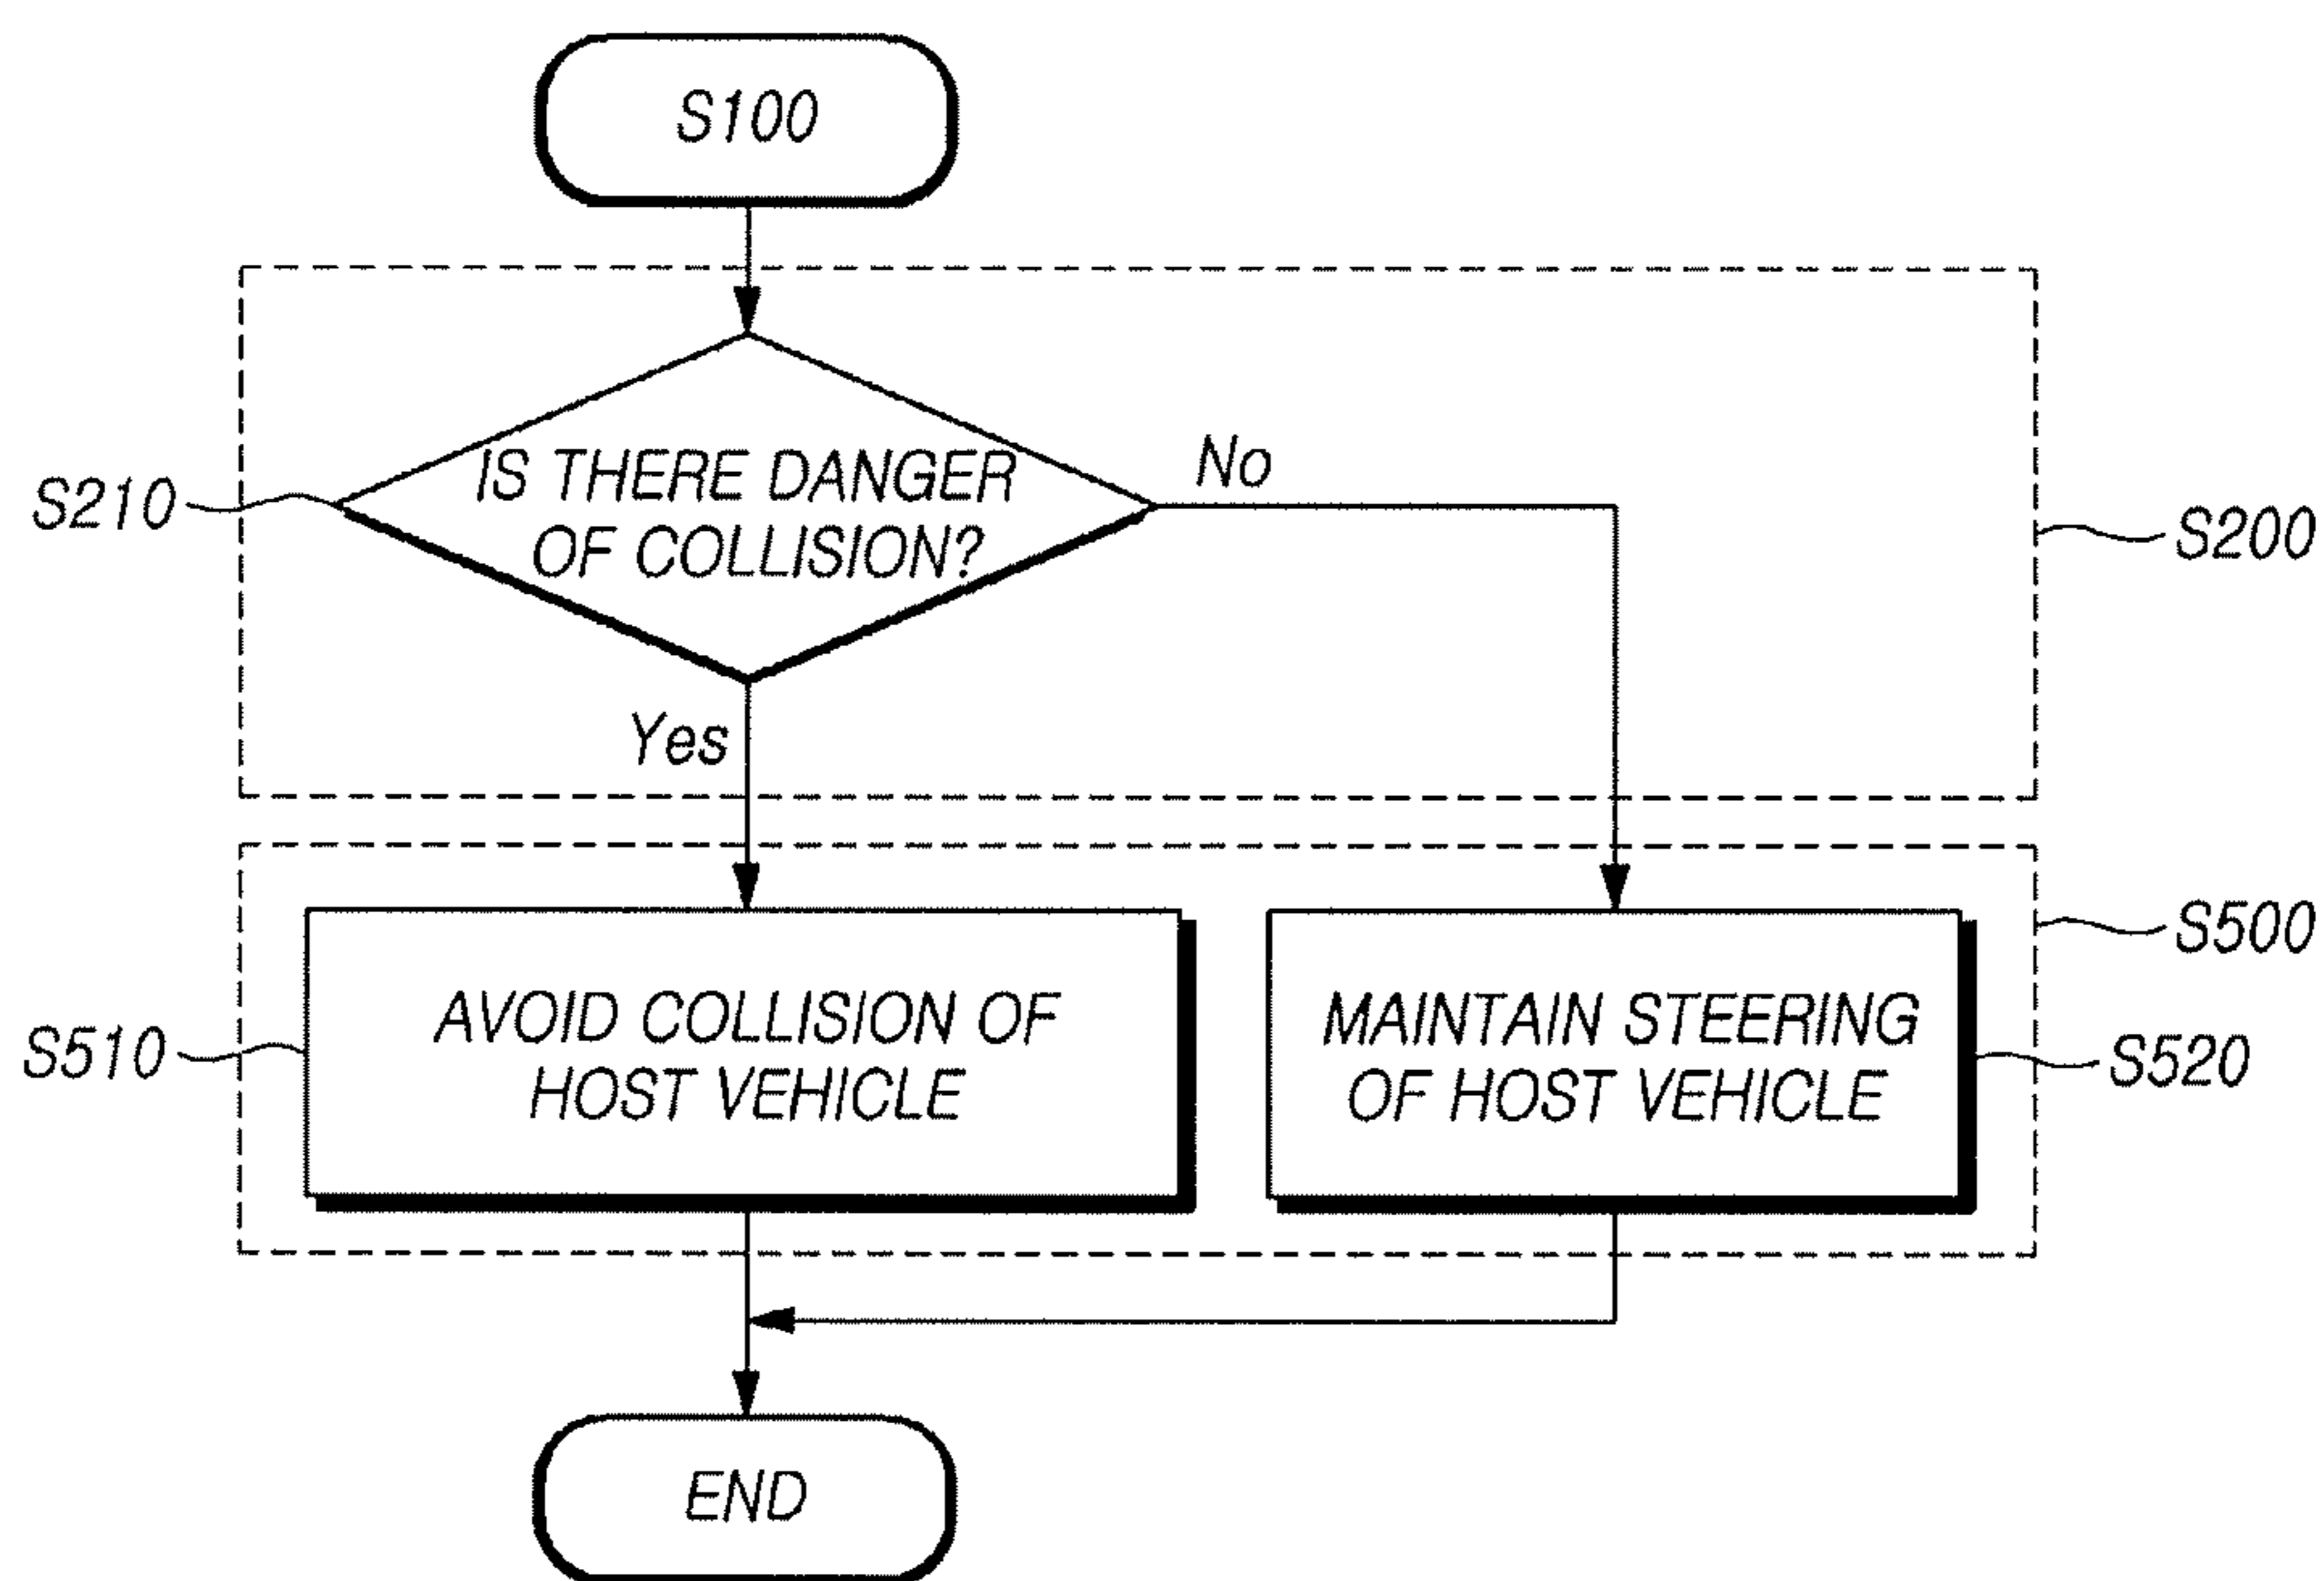 S100
IS THERE DANGER
OF COLLISION?
No
S210
S200
Yes
AVOID COLLISION OF
HOST VEHICLE
MAINTAIN STEERING
OF HOST VEHICLE
S500
S510
S520
END